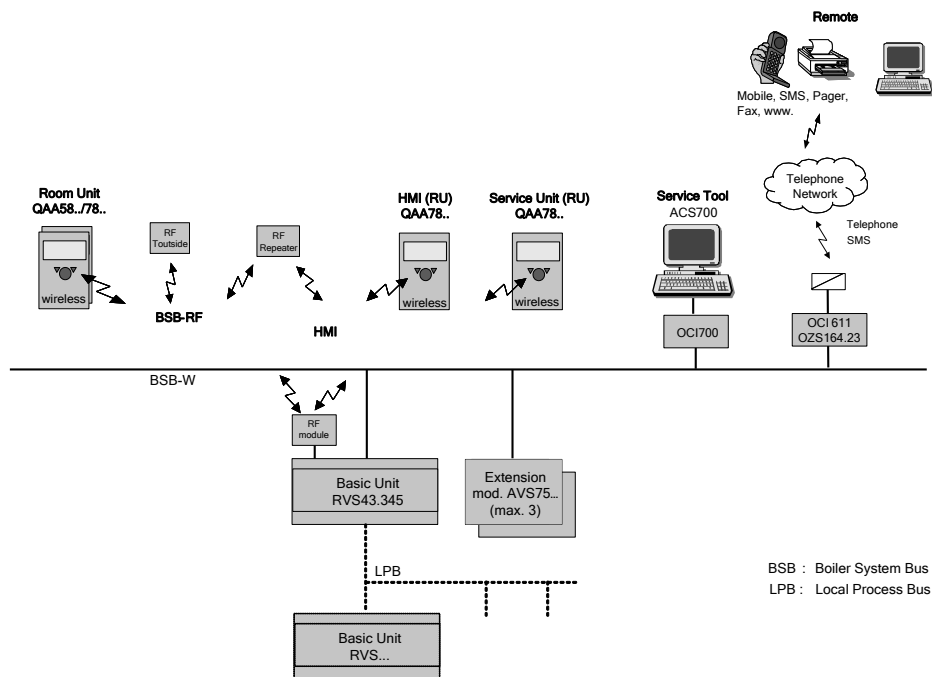 Remote
Mobile, SMS, Pager,
Fax, www.
Telephone
Network
Telephone
SMS
Room Unit
QAA58../78..
wireless
RF
Toutside
BSB-RF
RF
Repeater
HMI
HMI (RU)
QAA78..
wireless
Service Unit (RU)
QAA78..
wireless
Service Tool
ACS700
OCI700
OCI 611
OZS164.23
BSB-W
RF
module
Basic Unit
RVS43.345
Extension
mod. AVS75...
(max. 3)
LPB
Basic Unit
RVS...
BSB : Boiler System Bus
LPB : Local Process Bus